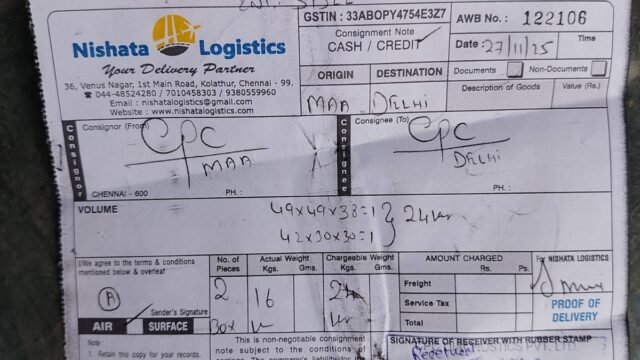 GSTIN : 33ABOPY4754E3Z7
AWB No. : 122106
Nishata Logistics
Your Delivery Partner
36, Venus Nagar, 1st Main Road, Kolathur, Chennai - 99.
☎ 044-48524280 / 7010458303 / 9380559960
Email : nishatalogistics@gmail.com
Website : www.nishatalogistics.com
Consignment Note
CASH / CREDIT
Date : 27/11/25 Time
ORIGIN DESTINATION
Documents Non-Documents
MAA DELHI
Description of Goods Value (Rs.)
Consignor
Consignor (From) CPC
MAA
CHENNAI - 600 PH. :
Consignee
Consignee (To) CPC
DELHI
PH. :
VOLUME
49x49x38=1
42x30x30=1
24
I/We agree to the terms & conditions
mentioned below & overleaf
Sender's Signature
AIR SURFACE
No. of Pieces
Actual Weight
Kgs. Gms.
Chargeable Weight
Kgs. Gms.
2 16
AMOUNT CHARGED
Rs. Ps.
Freight
Service Tax
Total
For NISHATA LOGISTICS
PROOF OF
DELIVERY
Note :
1. Retain this copy for your records.
This is non-negotiable consignment
note subject to the conditions of
SIGNATURE OF RECEIVER WITH RUBBER STAMP